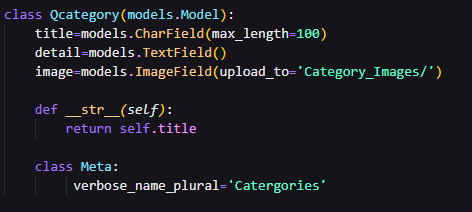 class Qcategory(models.Model):
    title=models.CharField(max_length=100)
    detail=models.TextField()
    image=models.ImageField(upload_to='Category_Images/')

    def __str__(self):
        return self.title

    class Meta:
         verbose_name_plural='Catergories'